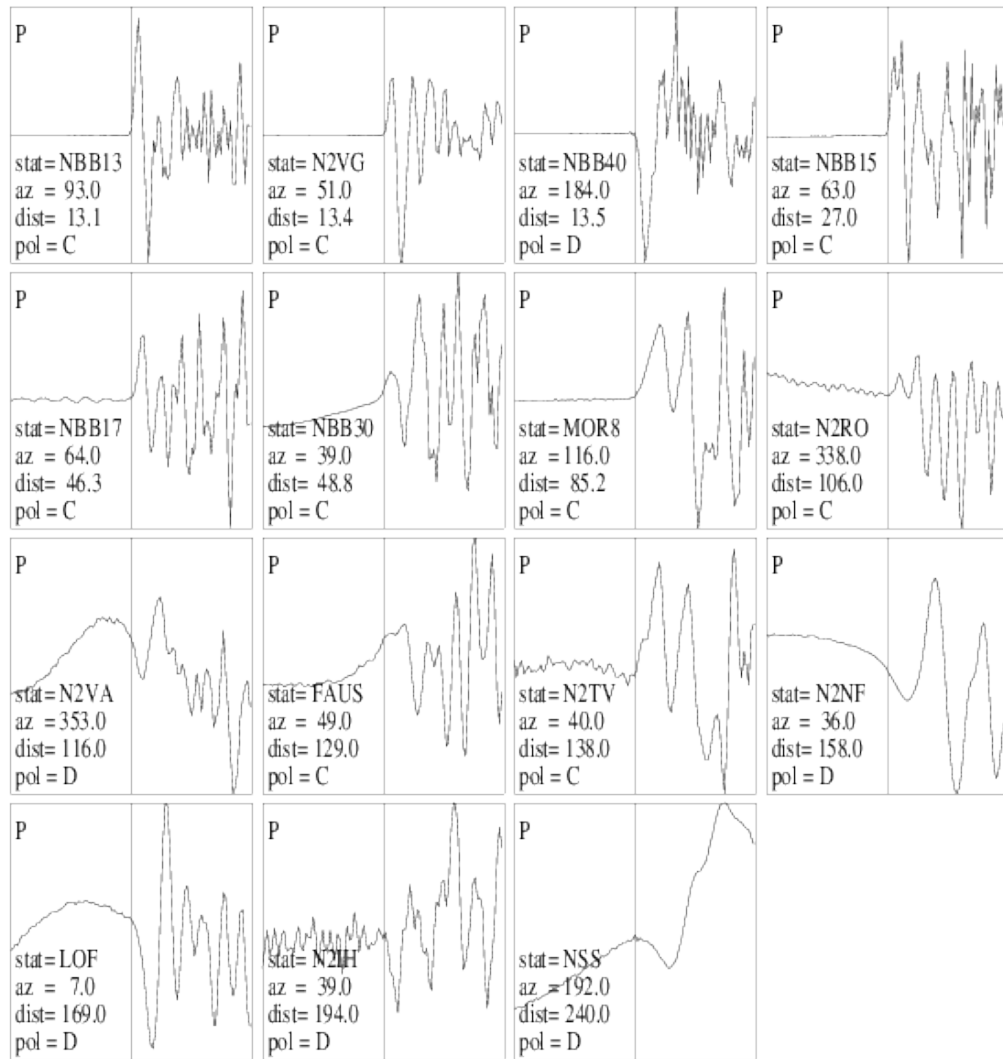 P
stat= NBB13
az = 93.0
dist= 13.1
pol = C
P
stat= N2VG
az = 51.0
dist= 13.4
pol = C
P
stat= NBB40
az = 184.0
dist= 13.5
pol = D
P
stat= NBB15
az = 63.0
dist= 27.0
pol = C
P
stat= NBB17
az = 64.0
dist= 46.3
pol = C
P
stat= NBB30
az = 39.0
dist= 48.8
pol = C
P
stat= MOR8
az = 116.0
dist= 85.2
pol = C
P
stat= N2RO
az = 338.0
dist= 106.0
pol = C
P
stat= N2VA
az = 353.0
dist= 116.0
pol = D
P
stat= FAUS
az = 49.0
dist= 129.0
pol = C
P
stat= N2TV
az = 40.0
dist= 138.0
pol = C
P
stat= N2NF
az = 36.0
dist= 158.0
pol = D
P
stat= LOF
az = 7.0
dist= 169.0
pol = D
P
stat= N2IH
az = 39.0
dist= 194.0
pol = D
P
stat= NSS
az = 192.0
dist= 240.0
pol = D